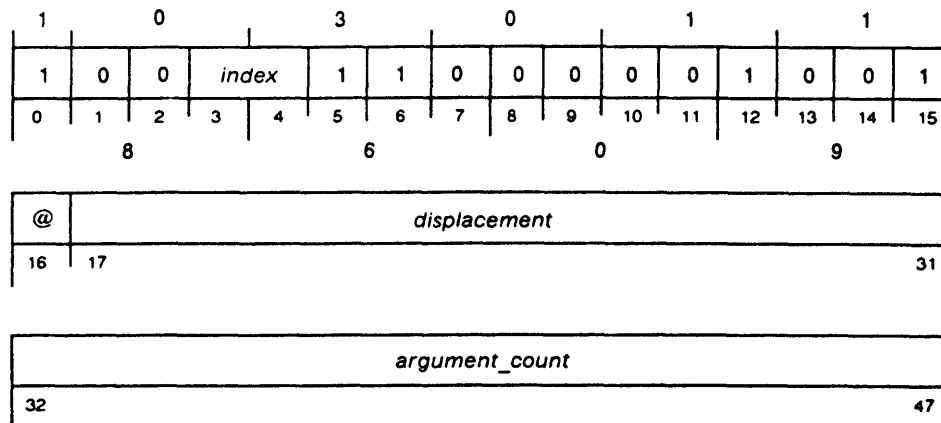 1 0 3 0 1 1
1 0 0 index 1 1 0 0 0 0 0 1 0 0 1
0 1 2 3 4 5 6 7 8 9 10 11 12 13 14 15
8 6 0 9
@ displacement
16 17 31
argument_count
32 47